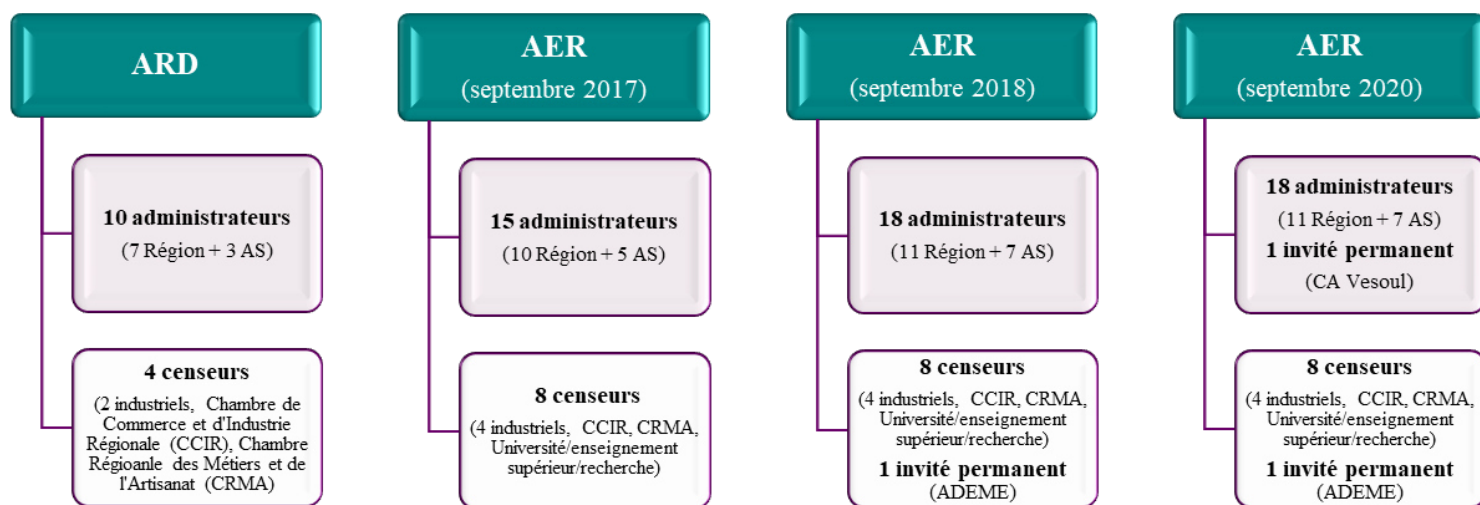 ARD
10 administrateurs
(7 Région + 3 AS)
4 censeurs
(2 industriels, Chambre de
Commerce et d'Industrie
Régionale (CCIR), Chambre
Régioanle des Métiers et de
l'Artisanat (CRMA)
AER
(septembre 2017)
15 administrateurs
(10 Région + 5 AS)
8 censeurs
(4 industriels, CCIR, CRMA,
Université/enseignement
supérieur/recherche)
AER
(septembre 2018)
18 administrateurs
(11 Région + 7 AS)
8 censeurs
(4 industriels, CCIR, CRMA,
Université/enseignement
supérieur/recherche)
1 invité permanent
(ADEME)
AER
(septembre 2020)
18 administrateurs
(11 Région + 7 AS)
1 invité permanent
(CA Vesoul)
8 censeurs
(4 industriels, CCIR, CRMA,
Université/enseignement
supérieur/recherche)
1 invité permanent
(ADEME)